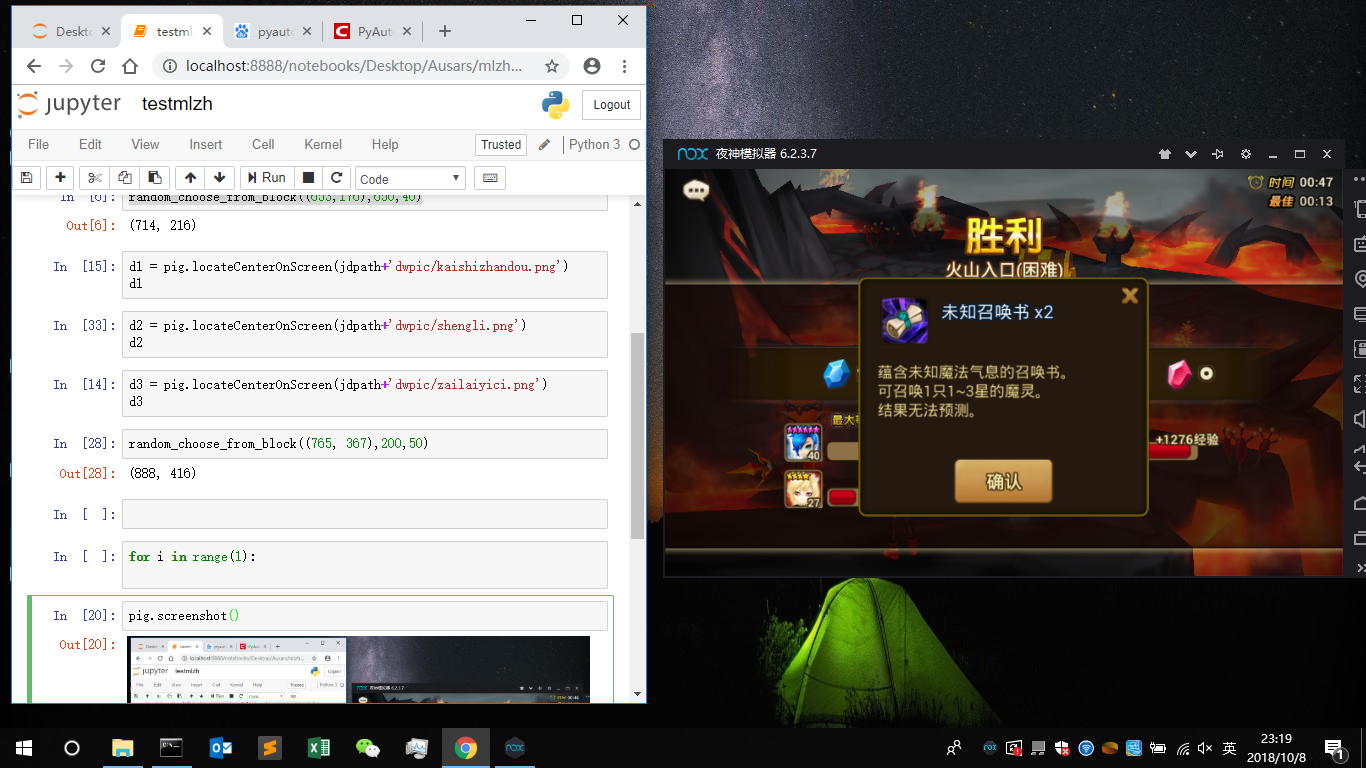 Deskto
testml
pyauto
PyAuto
localhost:8888/notebooks/Desktop/Ausars/mlzh...
jupyter
testmlzh
Logout
File
Edit
View
Insert
Cell
Kernel
Help
Trusted
Python 3
Run
Code
In [6]:
random_choose_from_block((653,176),650,40)
Out[6]:
(714, 216)
In [15]:
d1 = pig.locateCenterOnScreen(jdpath+'dwpic/kaishizhandou.png')
d1
In [33]:
d2 = pig.locateCenterOnScreen(jdpath+'dwpic/shengli.png')
d2
In [14]:
d3 = pig.locateCenterOnScreen(jdpath+'dwpic/zailaiyici.png')
d3
In [28]:
random_choose_from_block((765, 367),200,50)
Out[28]:
(888, 416)
In [ ]:
In [ ]:
for i in range(1):
In [20]:
pig.screenshot()
Out[20]:
nox 夜神模拟器 6.2.3.7
时间 00:47
最佳 00:13
胜利
火山入口(困难)
未知召唤书 x2
蕴含未知魔法气息的召唤书。
可召唤1只1~3星的魔灵。
结果无法预测。
确认
最大
40
27
+1276经验
英
23:19
2018/10/8
1